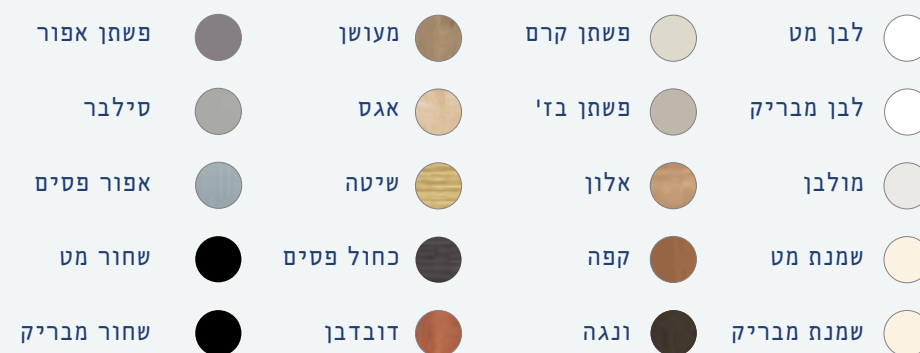 לבן מט
פשתן קרם
מעושן
פשתן אפור
לבן מבריק
פשתן בז'
אגס
סילבר
מולבן
אלון
שיטה
אפור פסים
שמנת מט
קפה
כחול פסים
שחור מט
שמנת מבריק
ונגה
דובדבן
שחור מבריק